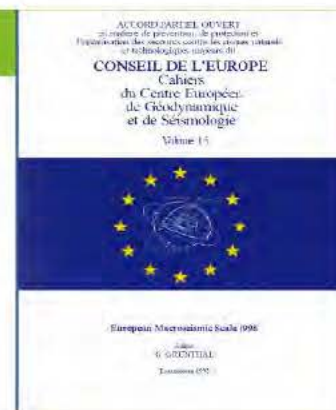 ACCORD PARTIEL OUVERT
en matière de prévention, de protection et
d'organisation des secours contre les risques naturels
et technologiques majeurs du
CONSEIL DE L'EUROPE
Cahiers
du Centre Européen
de Géodynamique
et de Séismologie
Volume 15
European Macroseismic Scale 1998
Editor
G. GRÜNTHAL
Luxembourg 1998